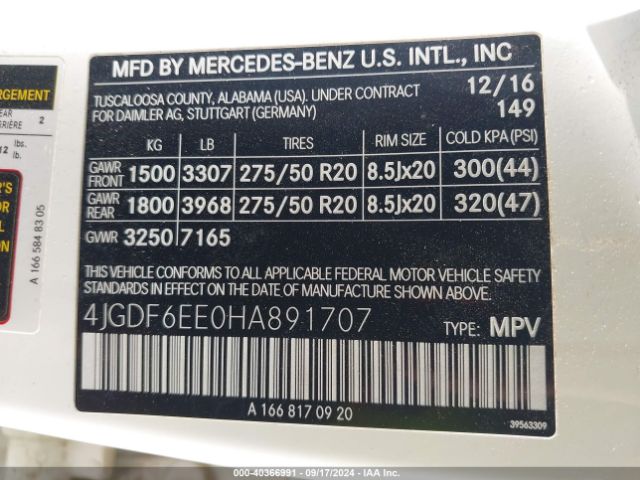 MFD BY MERCEDES-BENZ U.S. INTL., INC
TUSCALOOSA COUNTY, ALABAMA (USA). UNDER CONTRACT 12/16
FOR DAIMLER AG, STUTTGART (GERMANY) 149
KG LB TIRES RIM SIZE COLD KPA (PSI)
GAWR FRONT 1500 3307 275/50 R20 8.5Jx20 300(44)
GAWR REAR 1800 3968 275/50 R20 8.5Jx20 320(47)
GVWR 3250 7165
THIS VEHICLE CONFORMS TO ALL APPLICABLE FEDERAL MOTOR VEHICLE SAFETY
STANDARDS IN EFFECT ON THE DATE OF MANUFACTURE SHOWN ABOVE.
4JGDF6EE0HA891707 TYPE: MPV
A 166 817 09 20
39563309
2
lbs.
lb.
A 166 584 83 05
000-40366991 - 09/17/2024 - IAA Inc.